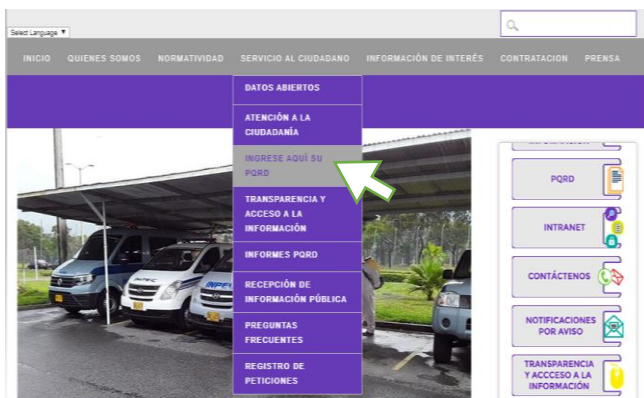 Select Language ▼
INICIO QUIENES SOMOS NORMATIVIDAD SERVICIO AL CIUDADANO INFORMACIÓN DE INTERÉS CONTRATACION PRENSA
DATOS ABIERTOS
ATENCIÓN A LA
CIUDADANÍA
INGRESE AQUÍ SU
PQRD
TRANSPARENCIA Y
ACCESO A LA
INFORMACIÓN
INFORMES PQRD
RECEPCIÓN DE
INFORMACIÓN PÚBLICA
PREGUNTAS
FRECUENTES
REGISTRO DE
PETICIONES
INPEC
PQRD
INTRANET
CONTÁCTENOS
NOTIFICACIONES
POR AVISO
TRANSPARENCIA
Y ACCCESO A LA
INFORMACIÓN